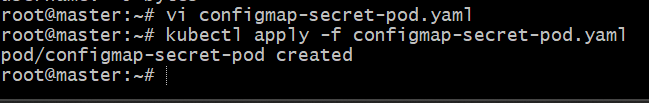 root@master:~# vi configmap-secret-pod.yaml
root@master:~# kubectl apply -f configmap-secret-pod.yaml
pod/configmap-secret-pod created
root@master:~#